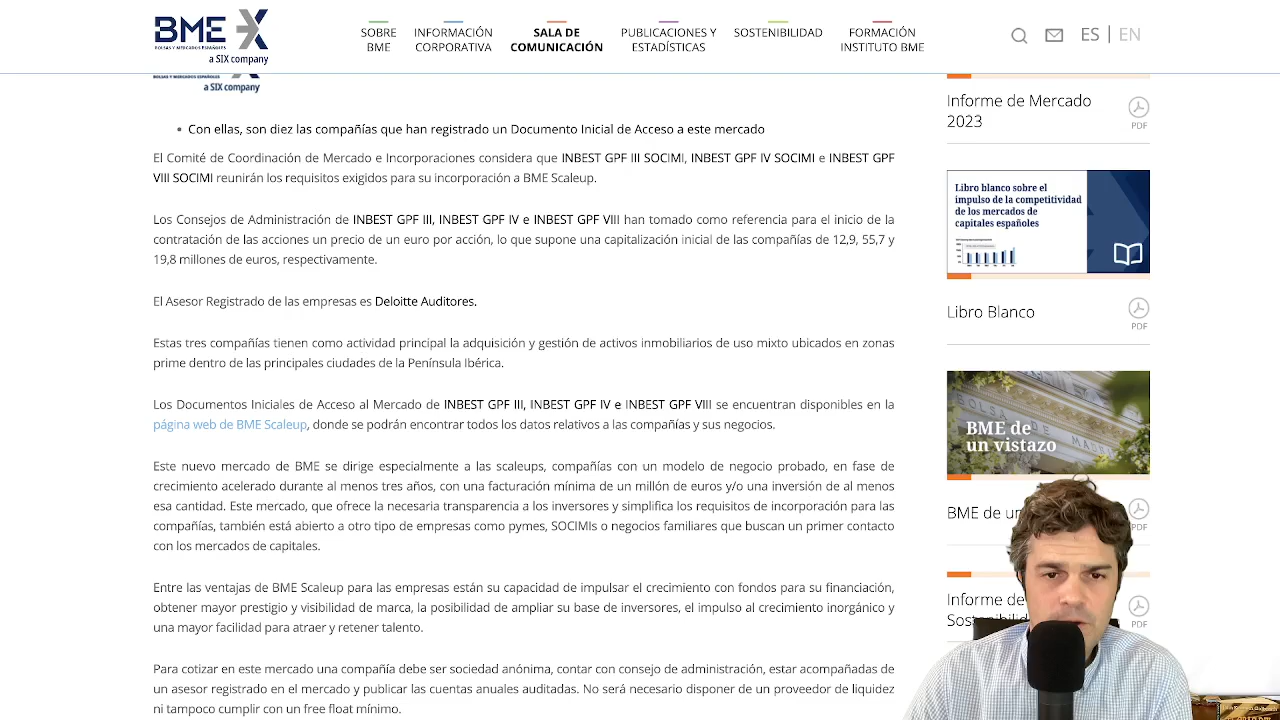 BME
BOLSAS Y MERCADOS ESPAÑOLES
a SIX company
SOBRE
BME
INFORMACIÓN
CORPORATIVA
SALA DE
COMUNICACIÓN
PUBLICACIONES Y
ESTADÍSTICAS
SOSTENIBILIDAD
FORMACIÓN
INSTITUTO BME
ES | EN
BOLSAS Y MERCADOS ESPAÑOLES
a SIX company
Con ellas, son diez las compañías que han registrado un Documento Inicial de Acceso a este mercado
El Comité de Coordinación de Mercado e Incorporaciones considera que INBEST GPF III SOCIMI, INBEST GPF IV SOCIMI e INBEST GPF
VIII SOCIMI reunirán los requisitos exigidos para su incorporación a BME Scaleup.
Los Consejos de Administración de INBEST GPF III, INBEST GPF IV e INBEST GPF VIII han tomado como referencia para el inicio de la
contratación de las acciones un precio de un euro por acción, lo que supone una capitalización inicial de las compañías de 12,9, 55,7 y
19,8 millones de euros, respectivamente.
El Asesor Registrado de las empresas es Deloitte Auditores.
Estas tres compañías tienen como actividad principal la adquisición y gestión de activos inmobiliarios de uso mixto ubicados en zonas
prime dentro de las principales ciudades de la Península Ibérica.
Los Documentos Iniciales de Acceso al Mercado de INBEST GPF III, INBEST GPF IV e INBEST GPF VIII se encuentran disponibles en la
página web de BME Scaleup, donde se podrán encontrar todos los datos relativos a las firmas y sus negocios.
Este nuevo mercado de BME se dirige especialmente a las scaleups, compañías con un modelo de negocio probado, en fase de
crecimiento acelerado durante al menos tres años, con una facturación mínima de un millón de euros y/o una inversión de al menos
esa cantidad. Este mercado, que ofrece la necesaria transparencia a los inversores y simplifica los requisitos de incorporación para las
compañías, también está abierto a otro tipo de empresas como pymes, SOCIMIs o negocios familiares que buscan un primer contacto
con los mercados de capitales.
Entre las ventajas de BME Scaleup para las empresas están su capacidad de impulsar el crecimiento con fondos para su financiación,
obtener mayor prestigio y visibilidad de marca, la posibilidad de ampliar su base de inversores, el impulso al crecimiento inorgánico y
una mayor facilidad para atraer y retener talento.
Para cotizar en este mercado una compañía debe ser sociedad anónima, contar con consejo de administración, estar acompañadas de
un asesor registrado en el mercado y publicar las cuentas anuales auditadas. No será necesario disponer de un proveedor de liquidez
ni tampoco cumplir con un free float mínimo.
Informe de Mercado
2023
PDF
Libro blanco sobre el
impulso de la competitividad
de los mercados de
capitales españoles
Libro Blanco
PDF
BOLSA DE MADRID
BME de
un vistazo
BME de un
PDF
Informe de
Sostenibilid
PDF